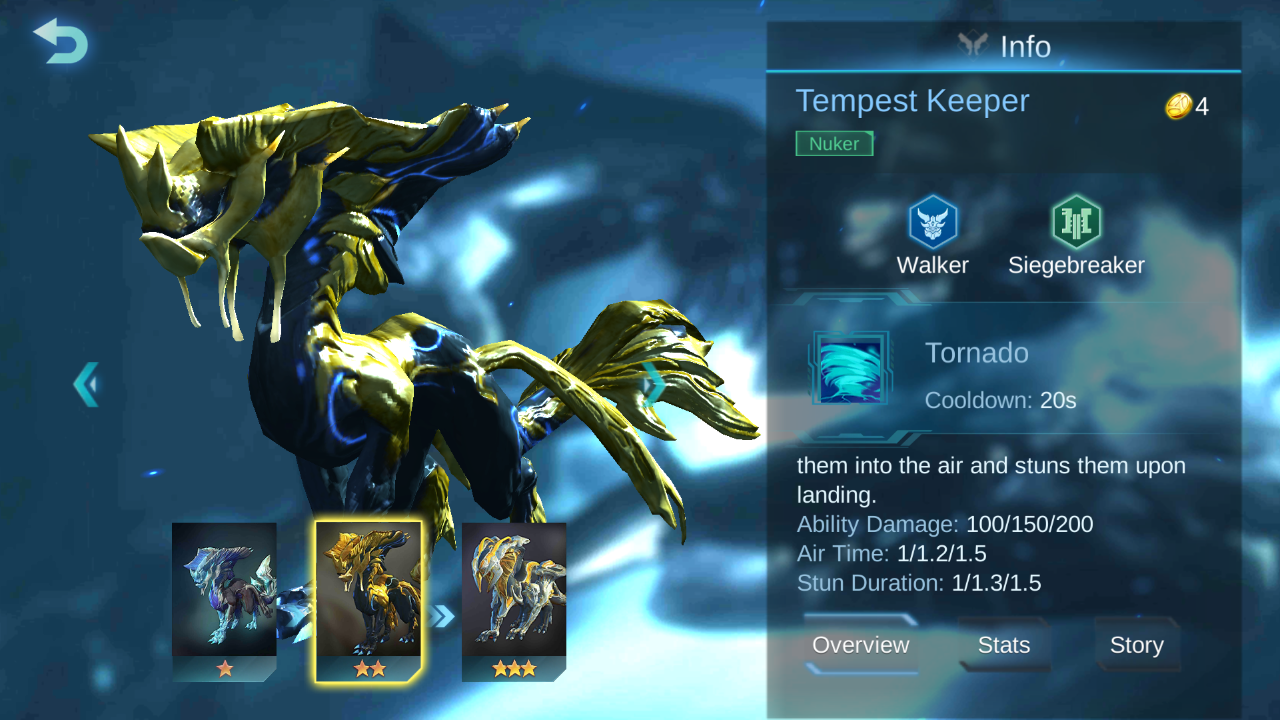 Info
Tempest Keeper
4
Nuker
Walker
Siegebreaker
Tornado
Cooldown: 20s
them into the air and stuns them upon
landing.
Ability Damage: 100/150/200
Air Time: 1/1.2/1.5
Stun Duration: 1/1.3/1.5
Overview
Stats
Story